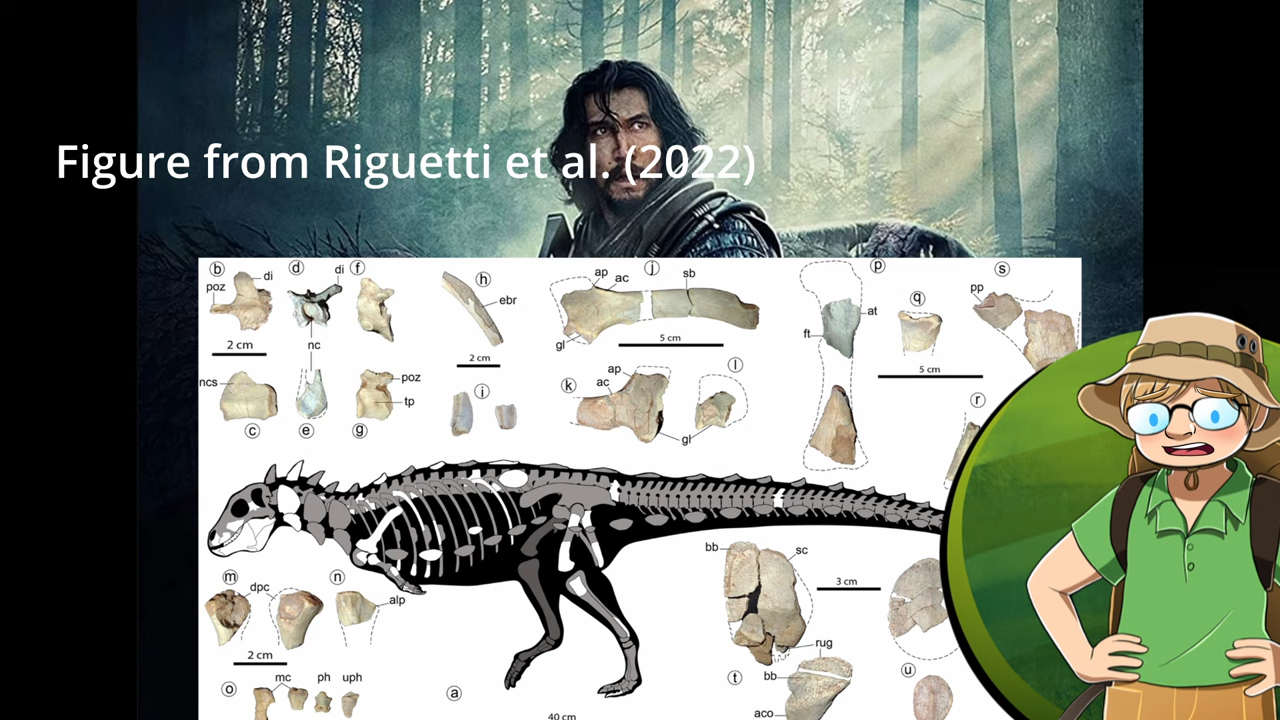 Figure from Riguetti et al. (2022)
b
d
f
h
j
p
s
poz
di
di
ap
ac
sb
pp
ebr
q
at
ft
nc
2 cm
gl
5 cm
2 cm
l
5 cm
ncs
poz
ap
ac
k
i
r
tp
c
e
g
gl
m
dpc
n
bb
sc
3 cm
alp
2 cm
rug
mc
ph
uph
t
bb
u
o
a
aco
40 cm